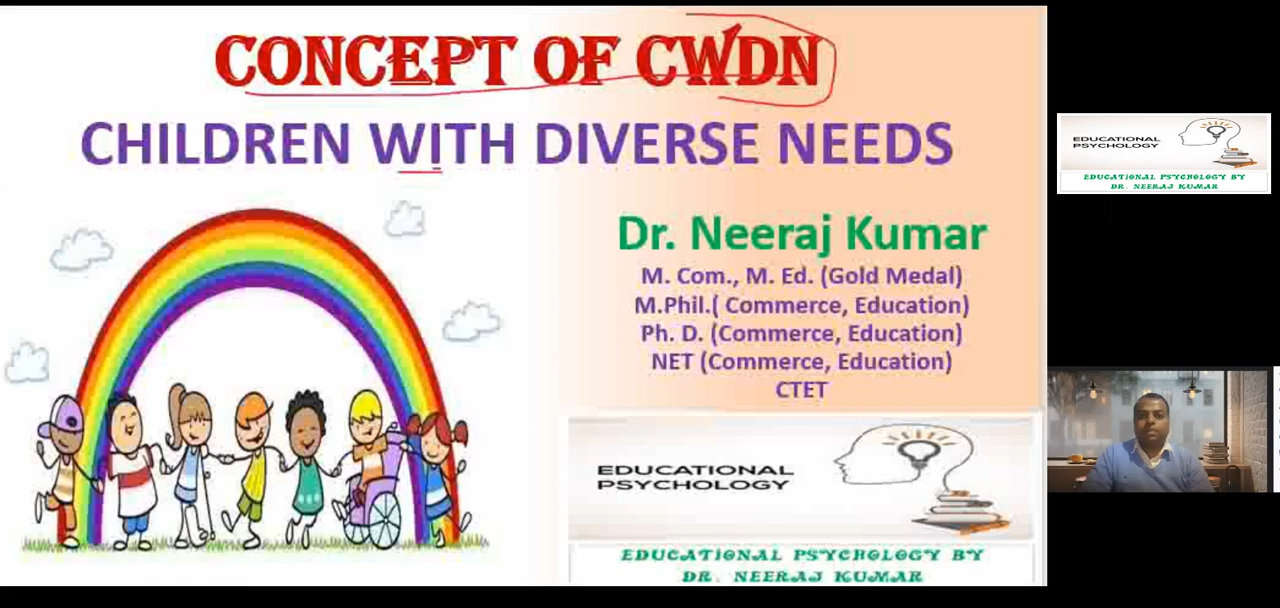 CONCEPT OF CWDN
CHILDREN WITH DIVERSE NEEDS
Dr. Neeraj Kumar
M. Com., M. Ed. (Gold Medal)
M.Phil.( Commerce, Education)
Ph. D. (Commerce, Education)
NET (Commerce, Education)
CTET
EDUCATIONAL
PSYCHOLOGY
EDUCATIONAL PSYCHOLOGY BY
DR. NEERAJ KUMAR
EDUCATIONAL
PSYCHOLOGY
EDUCATIONAL PSYCHOLOGY BY
DR. NEERAJ KUMAR